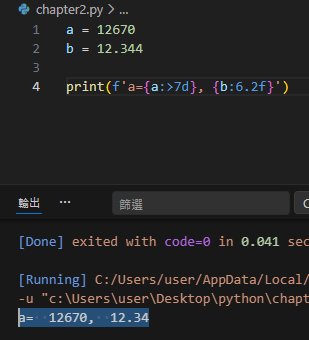 chapter2.py > ...
1 a = 12670
2 b = 12.344
3
4 print(f'a={a:>7d}, {b:6.2f}')
輸出 ... 篩選
[Done] exited with code=0 in 0.041 sec
[Running] C:/Users/user/AppData/Local/
-u "c:\Users\user\Desktop\python\chapt
a=  12670,  12.34